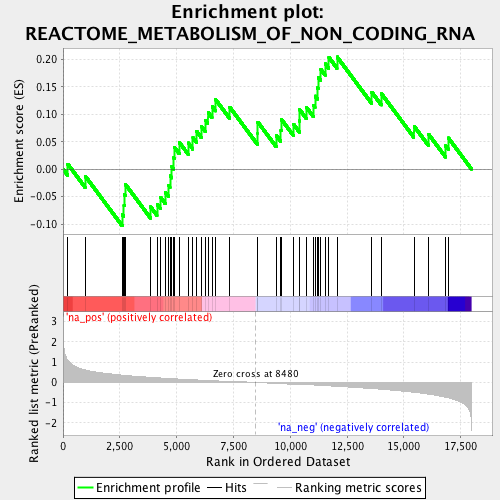 Enrichment plot:
REACTOME_METABOLISM_OF_NON_CODING_RNA
Enrichment score (ES)
0.20
0.15
0.10
0.05
0.00
-0.05
-0.10
'na_pos' (positively correlated)
Ranked list metric (PreRanked)
3
2
1
0
-1
-2
Zero cross at 8480
'na_neg' (negatively correlated)
0
2,500
5,000
7,500
10,000
12,500
15,000
17,500
Rank in Ordered Dataset
Enrichment profile
Hits
Ranking metric scores